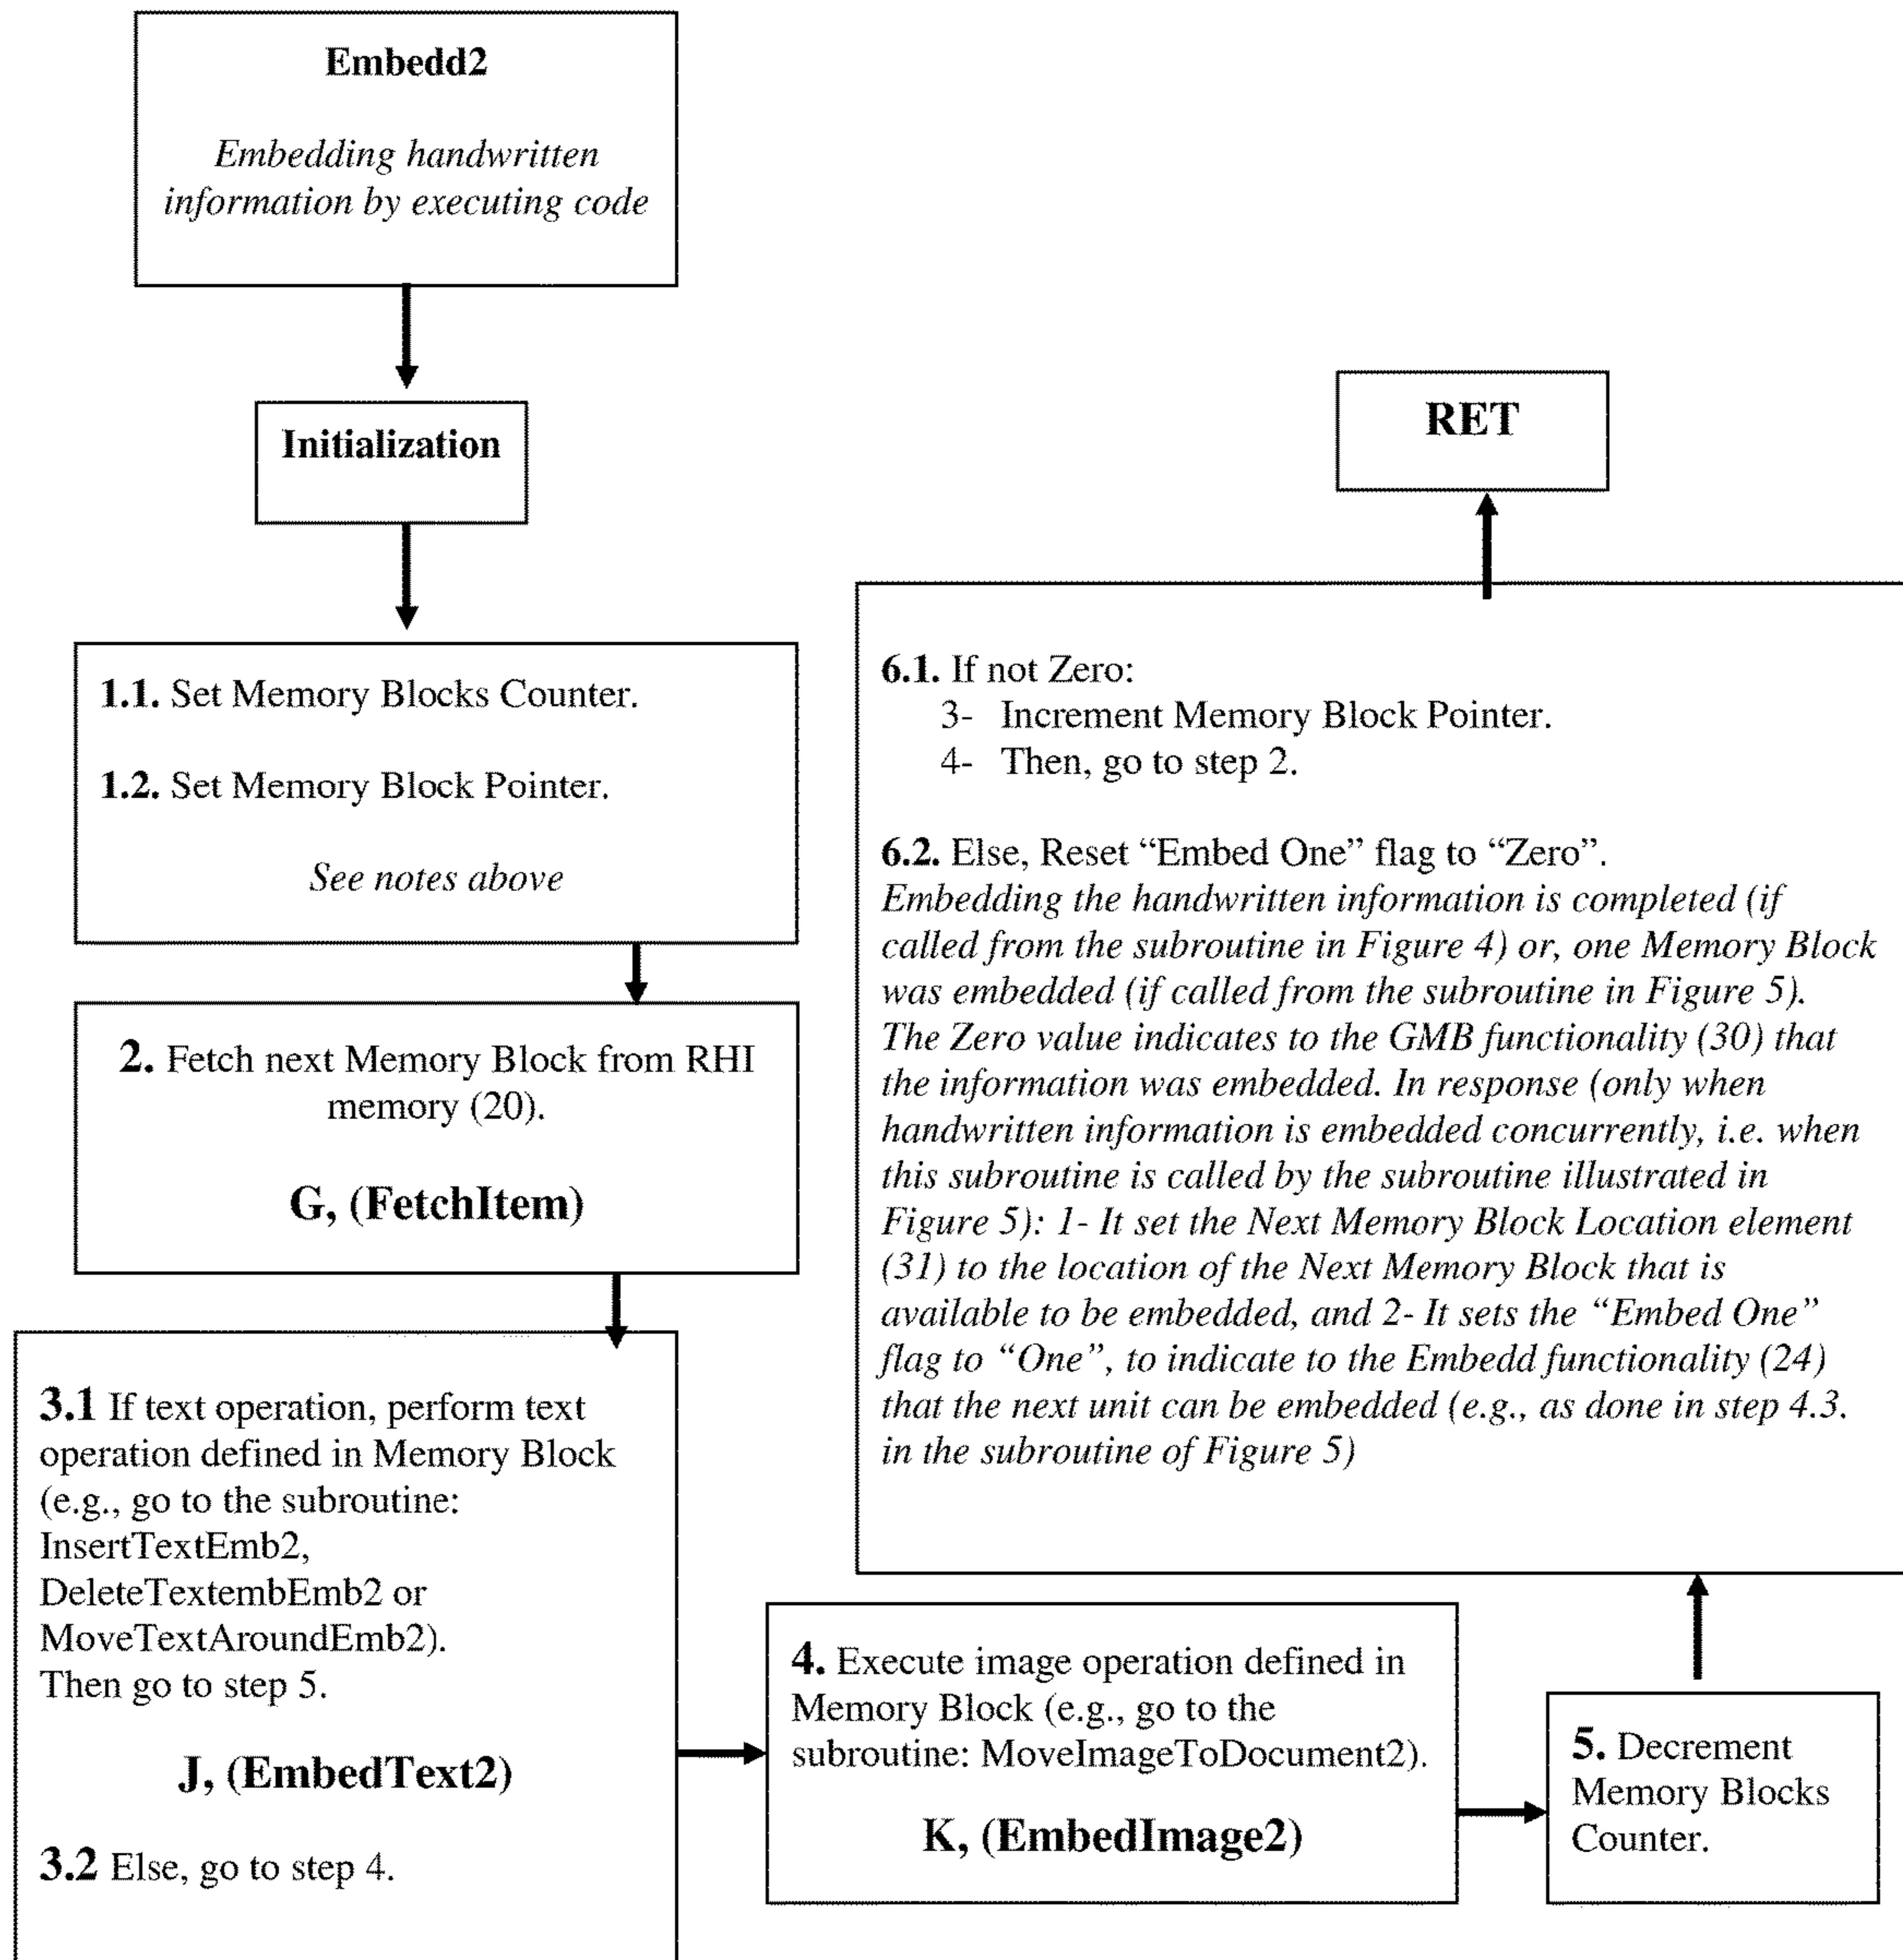 Embedd2
Embedding handwritten
information by executing code
Initialization
1.1. Set Memory Blocks Counter.
1.2. Set Memory Block Pointer.
See notes above
2. Fetch next Memory Block from RHI
memory (20).
G, (FetchItem)
3.1 If text operation, perform text
operation defined in Memory Block
(e.g., go to the subroutine:
InsertTextEmb2,
DeleteTextembEmb2 or
MoveTextAroundEmb2).
Then go to step 5.
J, (EmbedText2)
3.2 Else, go to step 4.
4. Execute image operation defined in
Memory Block (e.g., go to the
subroutine: MoveImageToDocument2).
K, (EmbedImage2)
5. Decrement
Memory Blocks
Counter.
6.1. If not Zero:
3- Increment Memory Block Pointer.
4- Then, go to step 2.
6.2. Else, Reset “Embed One” flag to “Zero”.
Embedding the handwritten information is completed (if
called from the subroutine in Figure 4) or, one Memory Block
was embedded (if called from the subroutine in Figure 5).
The Zero value indicates to the GMB functionality (30) that
the information was embedded. In response (only when
handwritten information is embedded concurrently, i.e. when
this subroutine is called by the subroutine illustrated in
Figure 5): 1- It set the Next Memory Block Location element
(31) to the location of the Next Memory Block that is
available to be embedded, and 2- It sets the “Embed One”
flag to “One”, to indicate to the Embedd functionality (24)
that the next unit can be embedded (e.g., as done in step 4.3.
in the subroutine of Figure 5)
RET